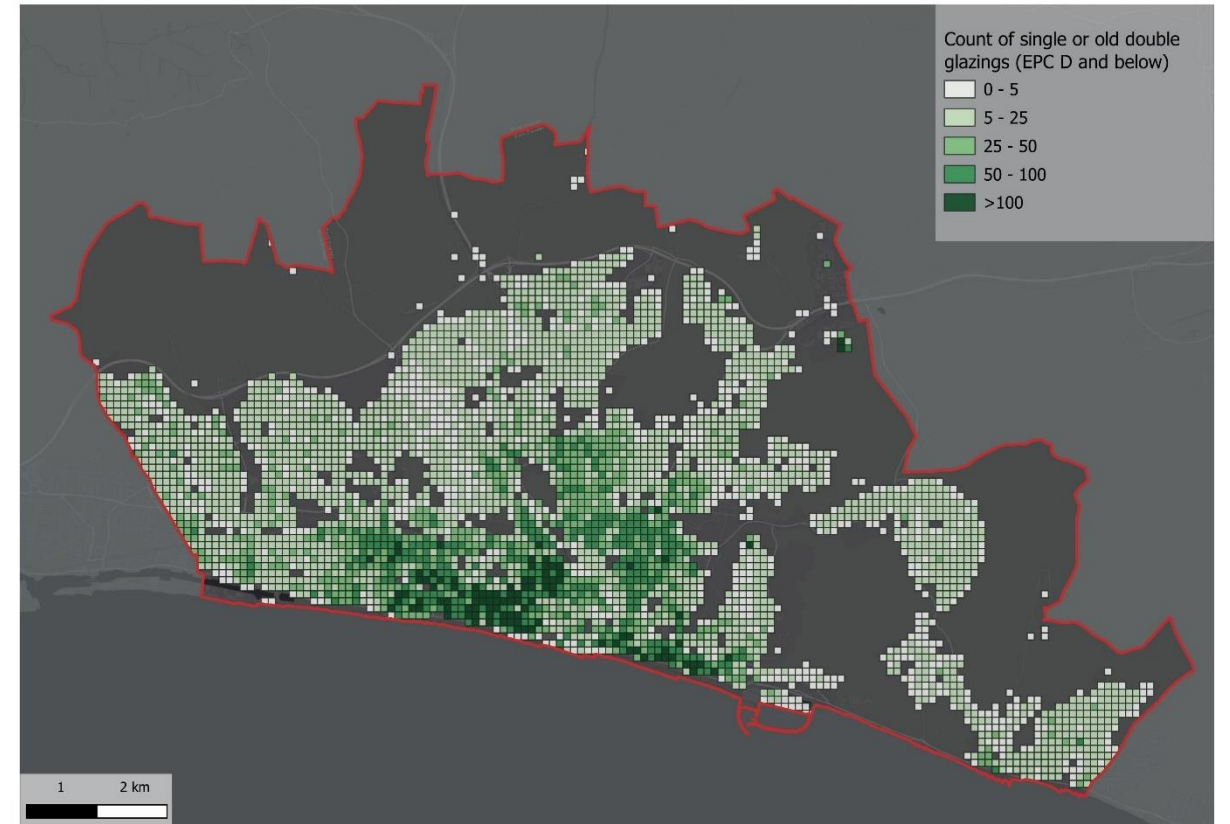 Count of single or old double
glazings (EPC D and below)
0 - 5
5 - 25
25 - 50
50 - 100
>100
1 2 km